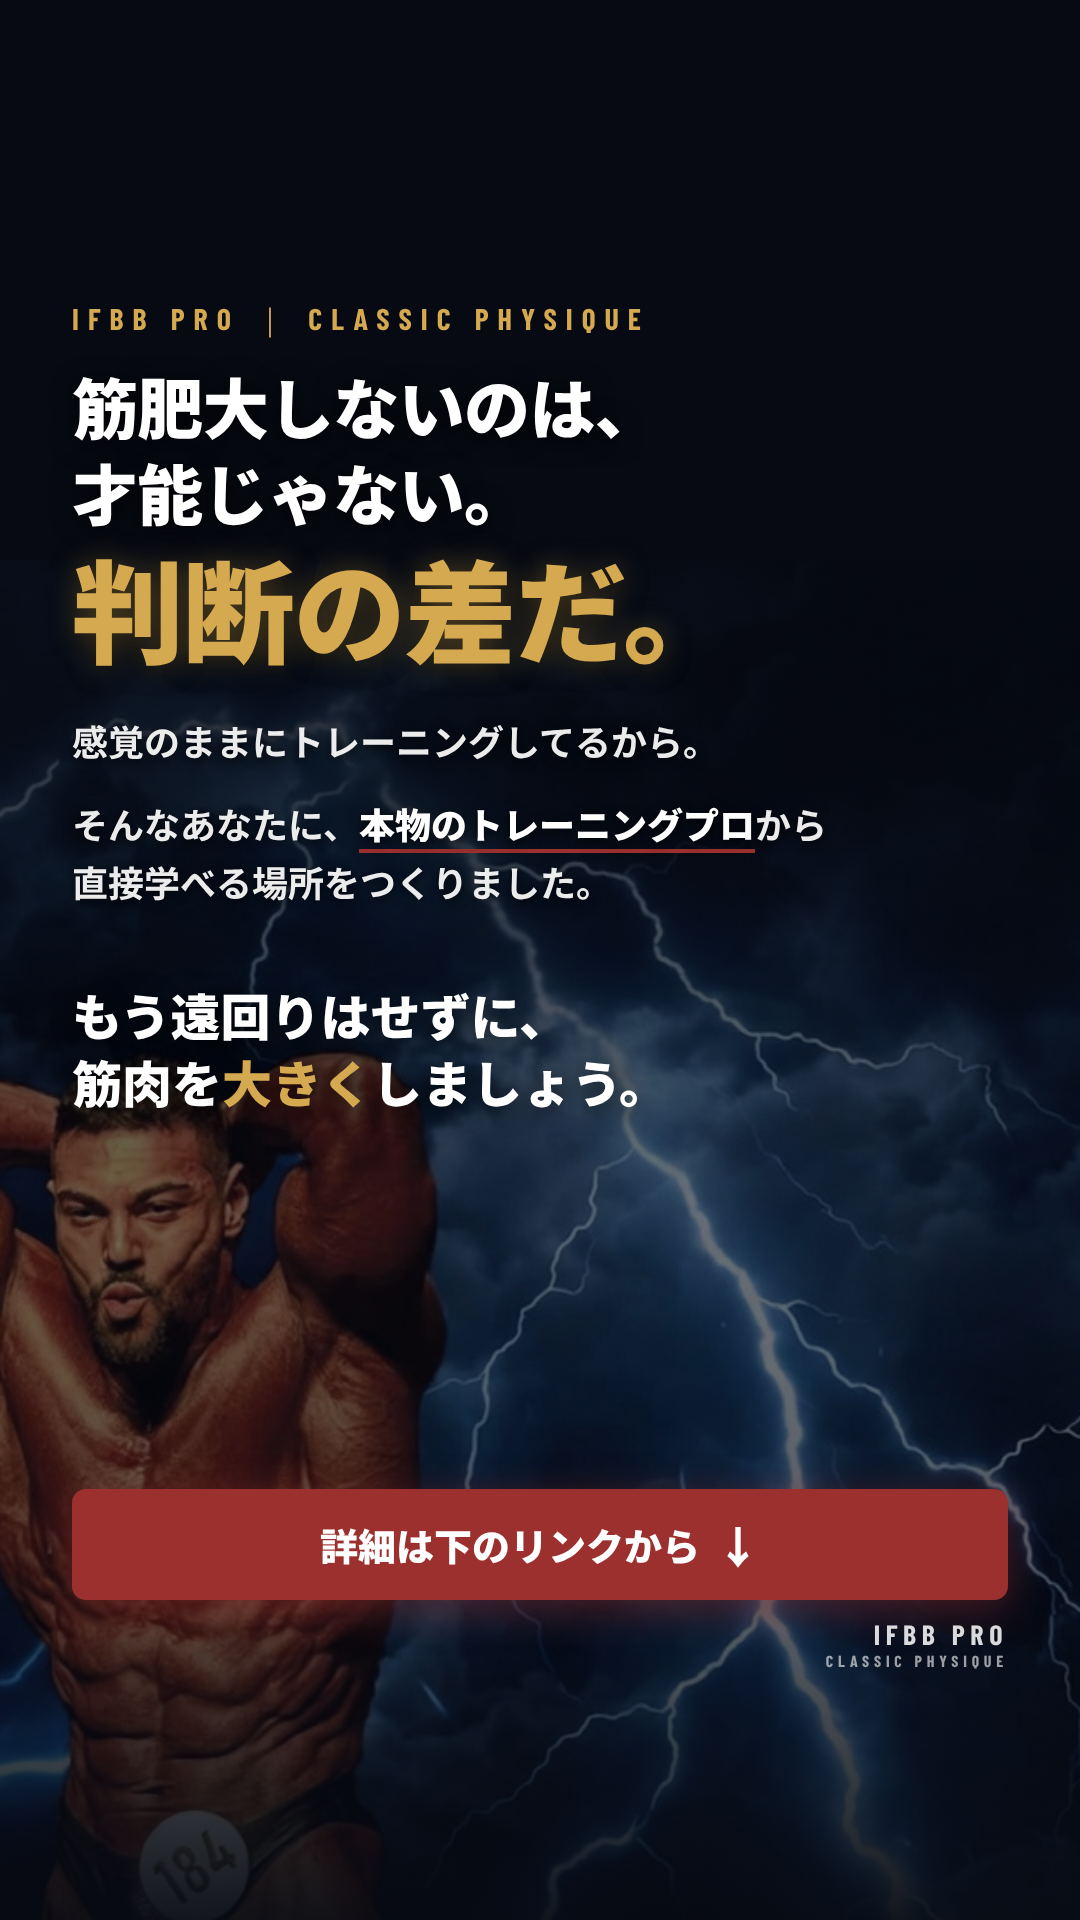 IFBB PRO | CLASSIC PHYSIQUE
筋肥大しないのは、
才能じゃない。
判断の差だ。
感覚のままにトレーニングしてるから。
そんなあなたに、本物のトレーニングプロから
直接学べる場所をつくりました。
もう遠回りはせずに、
筋肉を大きくしましょう。
詳細は下のリンクから ↓
IFBB PRO
CLASSIC PHYSIQUE
184